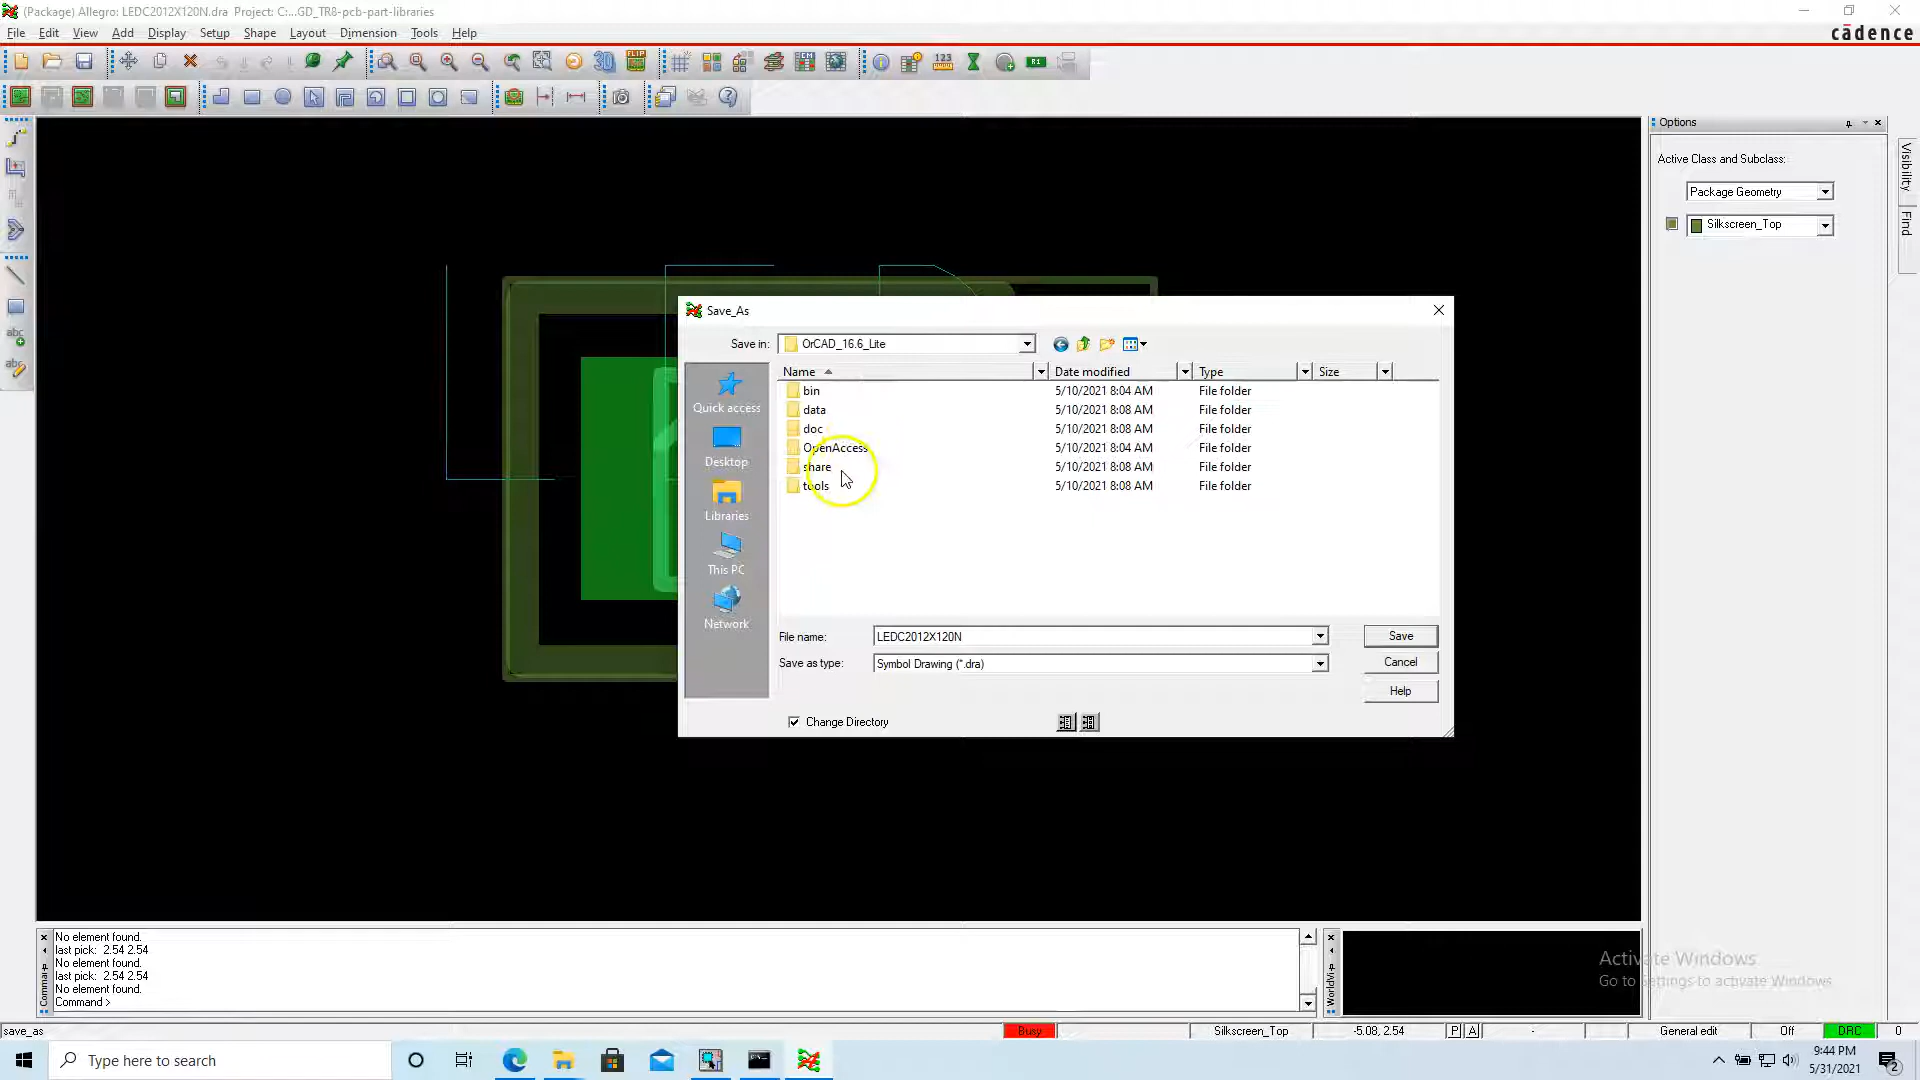 (Package) Allegro: LEDC2012X120N.dra  Project: C:...GD_TR8-pcb-part-libraries
File Edit View Add Display Setup Shape Layout Dimension Tools Help
cādence
Options
Active Class and Subclass:
Package Geometry
Silkscreen_Top
Visibility
Find
Save_As
Save in: OrCAD_16.6_Lite
Name Date modified Type Size
bin 5/10/2021 8:04 AM File folder
data 5/10/2021 8:08 AM File folder
doc 5/10/2021 8:08 AM File folder
OpenAccess 5/10/2021 8:04 AM File folder
share 5/10/2021 8:08 AM File folder
tools 5/10/2021 8:08 AM File folder
Quick access
Desktop
Libraries
This PC
Network
File name: LEDC2012X120N Save
Save as type: Symbol Drawing (*.dra) Cancel
Help
Change Directory
No element found.
last pick:  2.54 2.54
No element found.
last pick:  2.54 2.54
No element found.
Command >
Activate Windows
Go to Settings to activate Windows.
save_as Busy Silkscreen_Top -5.08, 2.54 P A - General edit Off DRC 0
Type here to search
9:44 PM
5/31/2021
2